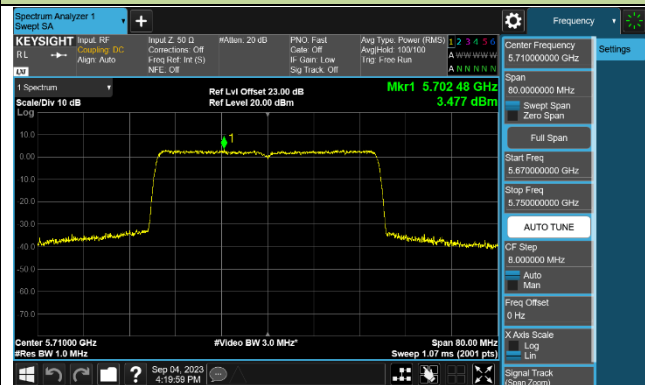 Spectrum Analyzer 1
Swept SA
Frequency
KEYSIGHT
RL
LXI
Input: RF
Coupling: DC
Align: Auto
Input Z: 50 Ω
Corrections: Off
Freq Ref: Int (S)
NFE: Off
#Atten: 20 dB
PNO: Fast
Gate: Off
IF Gain: Low
Sig Track: Off
Avg Type: Power (RMS)
Avg|Hold: 100/100
Trig: Free Run
1 2 3 4 5 6
A W W W W W
A N N N N N
1 Spectrum
Scale/Div 10 dB
Log
Ref Lvl Offset 23.00 dB
Ref Level 20.00 dBm
Mkr1 5.702 48 GHz
3.477 dBm
1
10.0
0.00
-10.0
-20.0
-30.0
-40.0
-50.0
-60.0
-70.0
Center 5.71000 GHz
#Res BW 1.0 MHz
#Video BW 3.0 MHz*
Span 80.00 MHz
Sweep 1.07 ms (2001 pts)
Center Frequency
5.710000000 GHz
Settings
Span
80.0000000 MHz
Swept Span
Zero Span
Full Span
Start Freq
5.670000000 GHz
Stop Freq
5.750000000 GHz
AUTO TUNE
CF Step
8.000000 MHz
Auto
Man
Freq Offset
0 Hz
X Axis Scale
Log
Lin
Signal Track
(Span Zoom)
?
Sep 04, 2023
4:19:59 PM